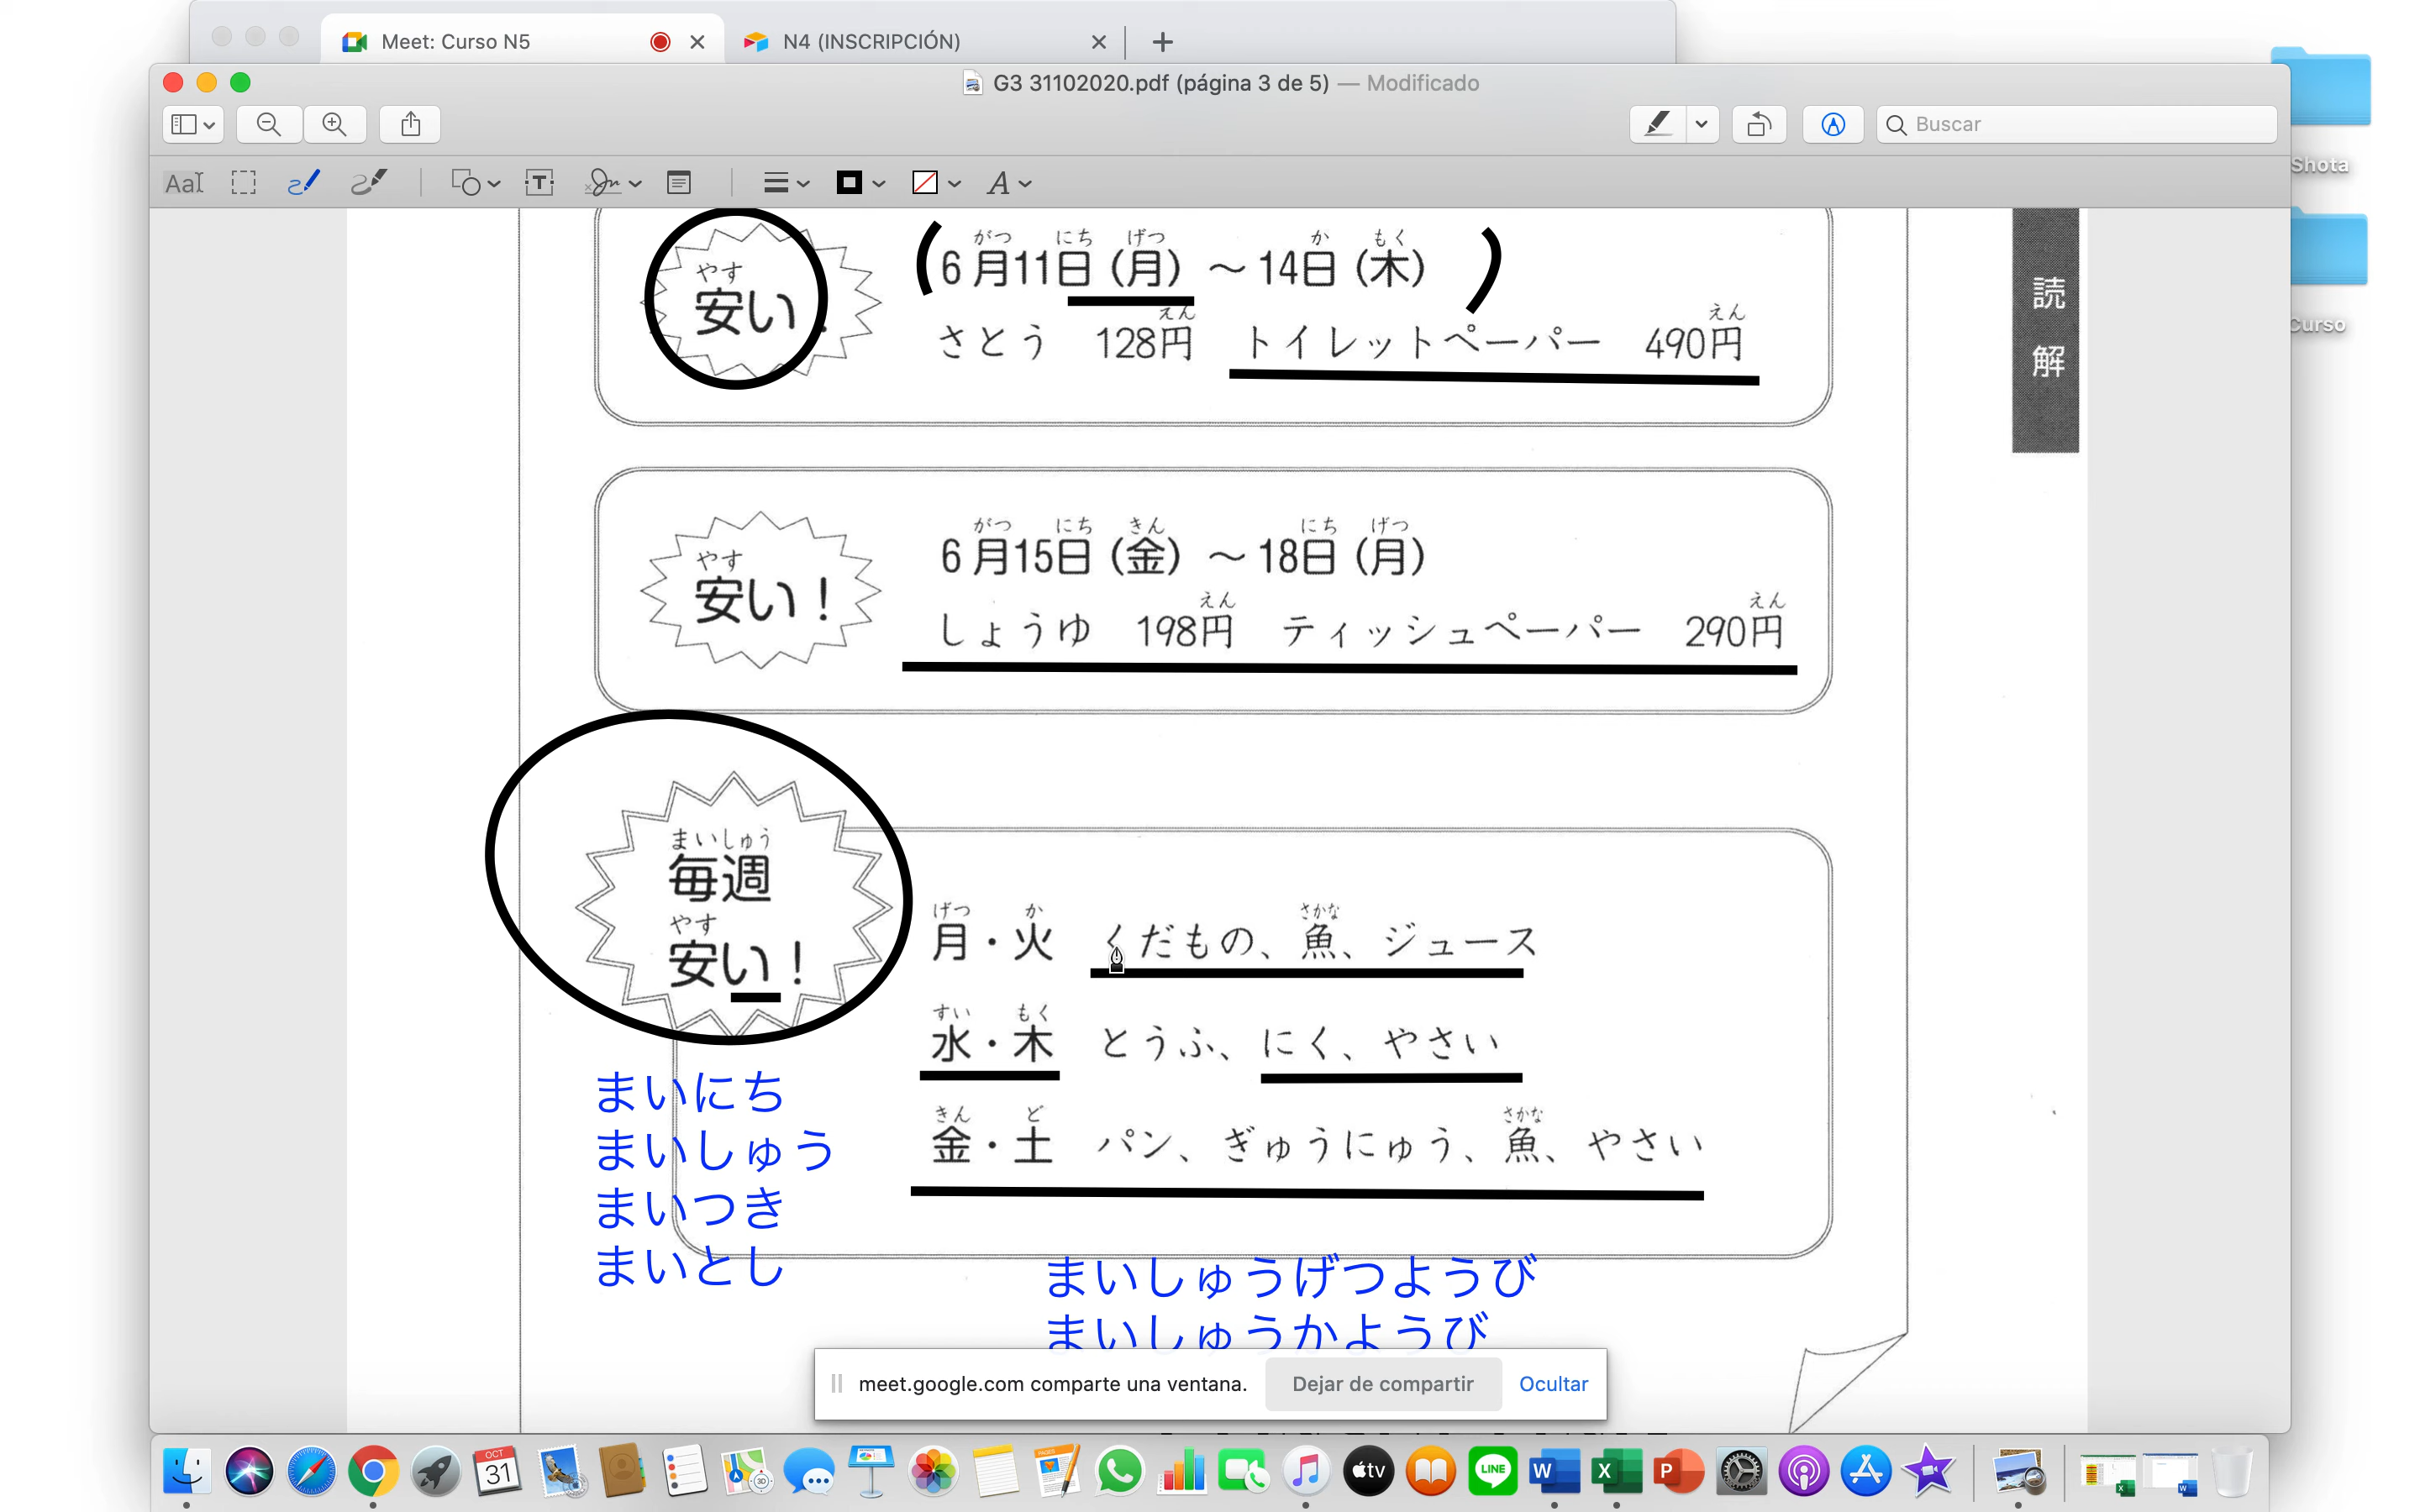 Meet: Curso N5
N4 (INSCRIPCIÓN)
G3 31102020.pdf (página 3 de 5) — Modificado
Buscar
Shota
Curso
読解
がつ にち げつ か もく
6月11日(月)～14日(木)
やす
安い!
えん えん
さとう 128円 トイレットペーパー 490円
がつ にち きん にち げつ
6月15日(金)～18日(月)
やす
安い!
えん えん
しょうゆ 198円 ティッシュペーパー 290円
まいしゅう
毎週
やす
安い!
げつ か さかな
月・火 くだもの、魚、ジュース
すい もく
水・木 とうふ、にく、やさい
きん ど さかな
金・土 パン、ぎゅうにゅう、魚、やさい
まいにち
まいしゅう
まいつき
まいとし
まいしゅうげつようび
まいしゅうかようび
meet.google.com comparte una ventana.
Dejar de compartir
Ocultar
OCT
31
PAGES
3D
tv
LINE
W
X
P
X
W